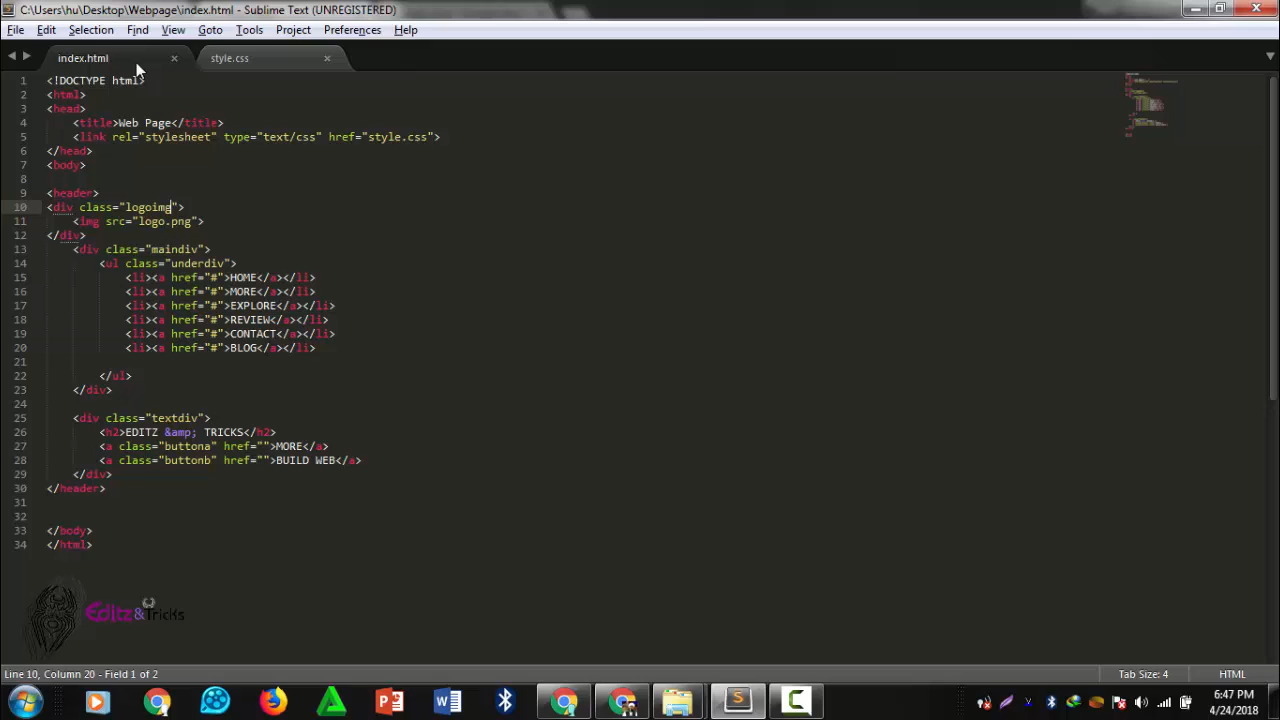 C:\Users\hu\Desktop\Webpage\index.html - Sublime Text (UNREGISTERED)
File Edit Selection Find View Goto Tools Project Preferences Help
index.html × style.css ×
1 <!DOCTYPE html>
2 <html>
3 <head>
4 <title>Web Page</title>
5 <link rel="stylesheet" type="text/css" href="style.css">
6 </head>
7 <body>
8
9 <header>
10 <div class="logoimg">
11 <img src="logo.png">
12 </div>
13 <div class="maindiv">
14 <ul class="underdiv">
15 <li><a href="#">HOME</a></li>
16 <li><a href="#">MORE</a></li>
17 <li><a href="#">EXPLORE</a></li>
18 <li><a href="#">REVIEW</a></li>
19 <li><a href="#">CONTACT</a></li>
20 <li><a href="#">BLOG</a></li>
21
22 </ul>
23 </div>
24
25 <div class="textdiv">
26 <h2>EDITZ &amp; TRICKS</h2>
27 <a class="buttona" href="">MORE</a>
28 <a class="buttonb" href="">BUILD WEB</a>
29 </div>
30 </header>
31
32
33 </body>
34 </html>
Editz&Tricks
Line 10, Column 20 - Field 1 of 2 Tab Size: 4 HTML
6:47 PM
4/24/2018